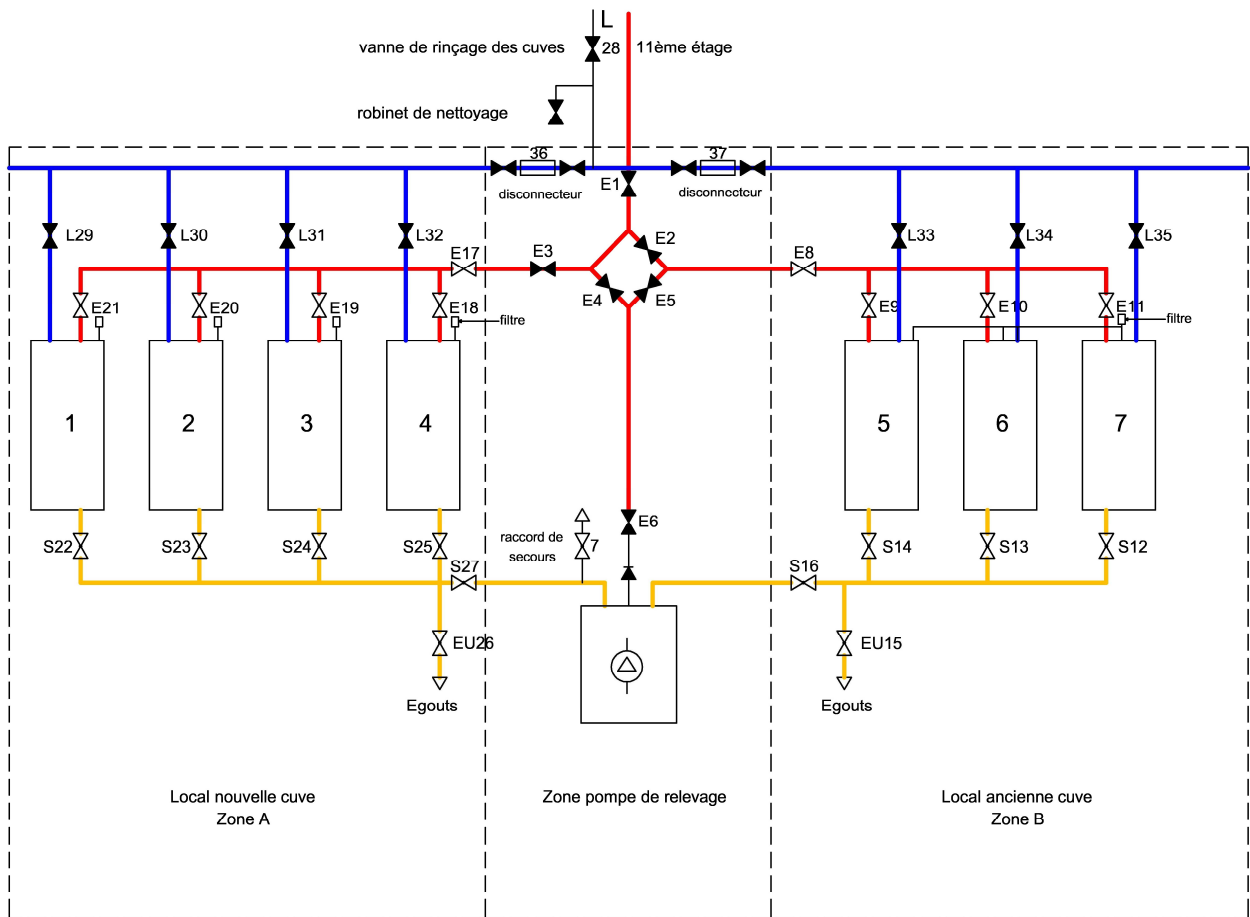 L
vanne de rinçage des cuves
28
11ème étage
robinet de nettoyage
36
37
disconnecteur
disconnecteur
E1
L29
L30
L31
L32
L33
L34
L35
E17
E3
E2
E8
E4
E5
E21
E20
E19
E18
filtre
E9
E10
E11
filtre
1
2
3
4
5
6
7
S22
S23
S24
S25
raccord de
secours
7
E6
S14
S13
S12
S27
S16
EU26
EU15
Egouts
Egouts
Local nouvelle cuve
Zone A
Zone pompe de relevage
Local ancienne cuve
Zone B